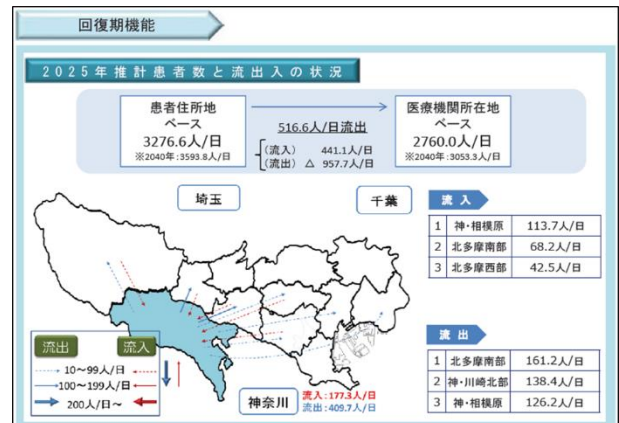 回復期機能
2025年推計患者数と流出入の状況
患者住所地
ベース
3276.6人/日
※2040年:3593.8人/日
516.6人/日流出
(流入) 441.1人/日
(流出) △ 957.7人/日
医療機関所在地
ベース
2760.0人/日
※2040年:3053.3人/日
埼玉
千葉
流入
1 神・相模原 113.7人/日
2 北多摩南部 68.2人/日
3 北多摩西部 42.5人/日
流出
1 北多摩南部 161.2人/日
2 神・川崎北部 138.4人/日
3 神・相模原 126.2人/日
流出 流入
10～99人/日
100～199人/日
200人/日～
神奈川
流入:177.3人/日
流出:409.7人/日